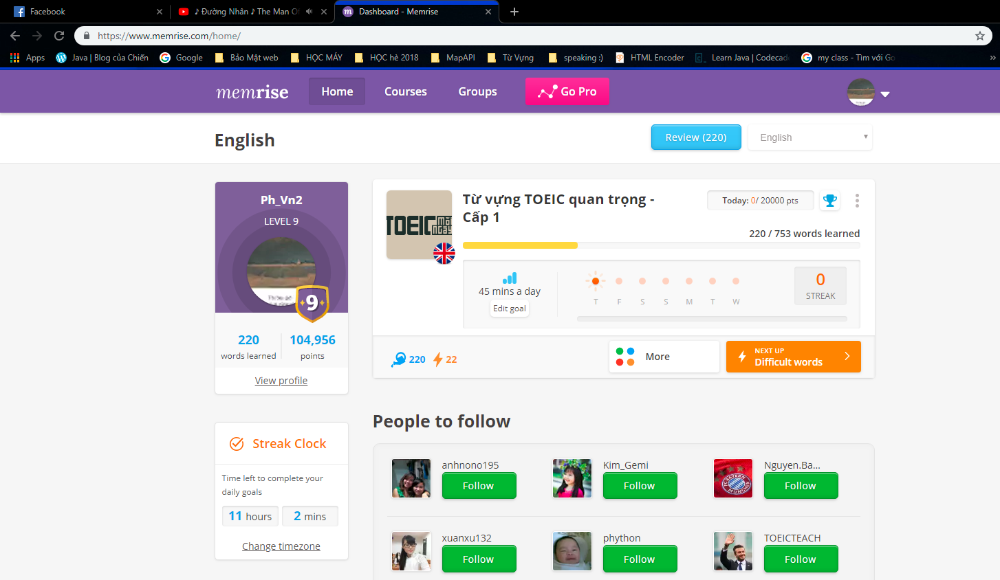 Facebook
♪ Đường Nhân ♪ The Man O
Dashboard - Memrise
https://www.memrise.com/home/
Apps
Java | Blog của Chiến
Google
Bảo Mật web
HỌC MÁY
HỌC hè 2018
MapAPI
Từ Vựng
speaking :)
HTML Encoder
Learn Java | Codecad
my class - Tìm với Go
memrise
Home
Courses
Groups
Go Pro
English
Review (220)
English
Ph_Vn2
LEVEL 9
9
220
words learned
104,956
points
View profile
TOEIC mỗi ngày
Từ vựng TOEIC quan trọng -
Cấp 1
Today: 0/ 20000 pts
220 / 753 words learned
45 mins a day
Edit goal
T F S S M T W
0
STREAK
220 22
More
NEXT UP
Difficult words
Streak Clock
Time left to complete your
daily goals
11 hours 2 mins
Change timezone
People to follow
anhnono195
Follow
Kim_Gemi
Follow
Nguyen.Ba...
Follow
xuanxu132
Follow
phython
Follow
TOEICTEACH
Follow